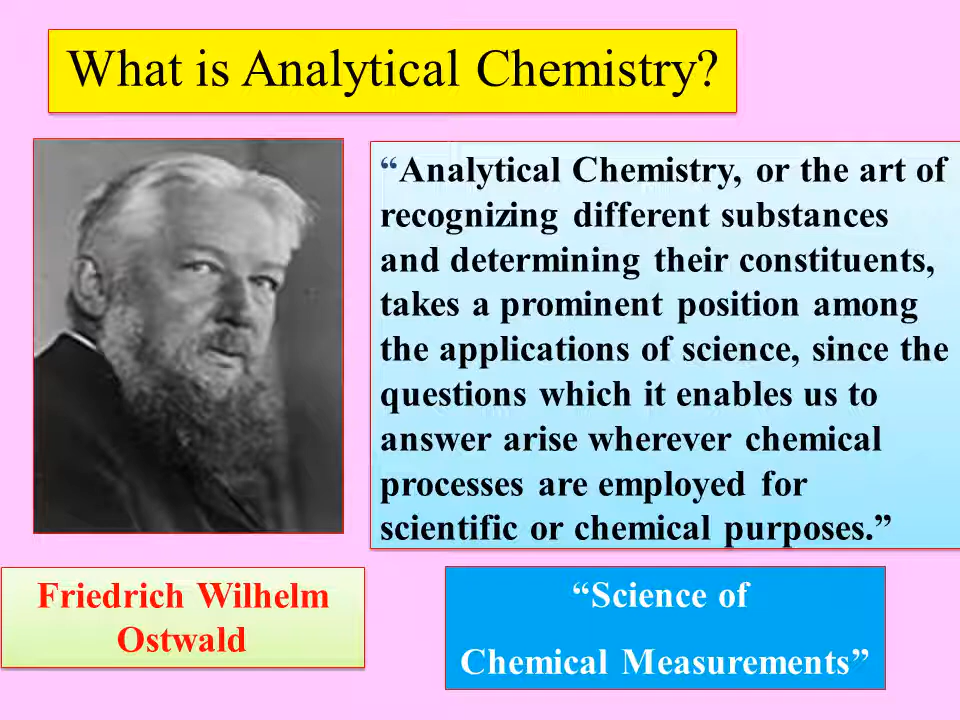 What is Analytical Chemistry?
“Analytical Chemistry, or the art of
recognizing different substances
and determining their constituents,
takes a prominent position among
the applications of science, since the
questions which it enables us to
answer arise wherever chemical
processes are employed for
scientific or chemical purposes.”
Friedrich Wilhelm
Ostwald
“Science of
Chemical Measurements”